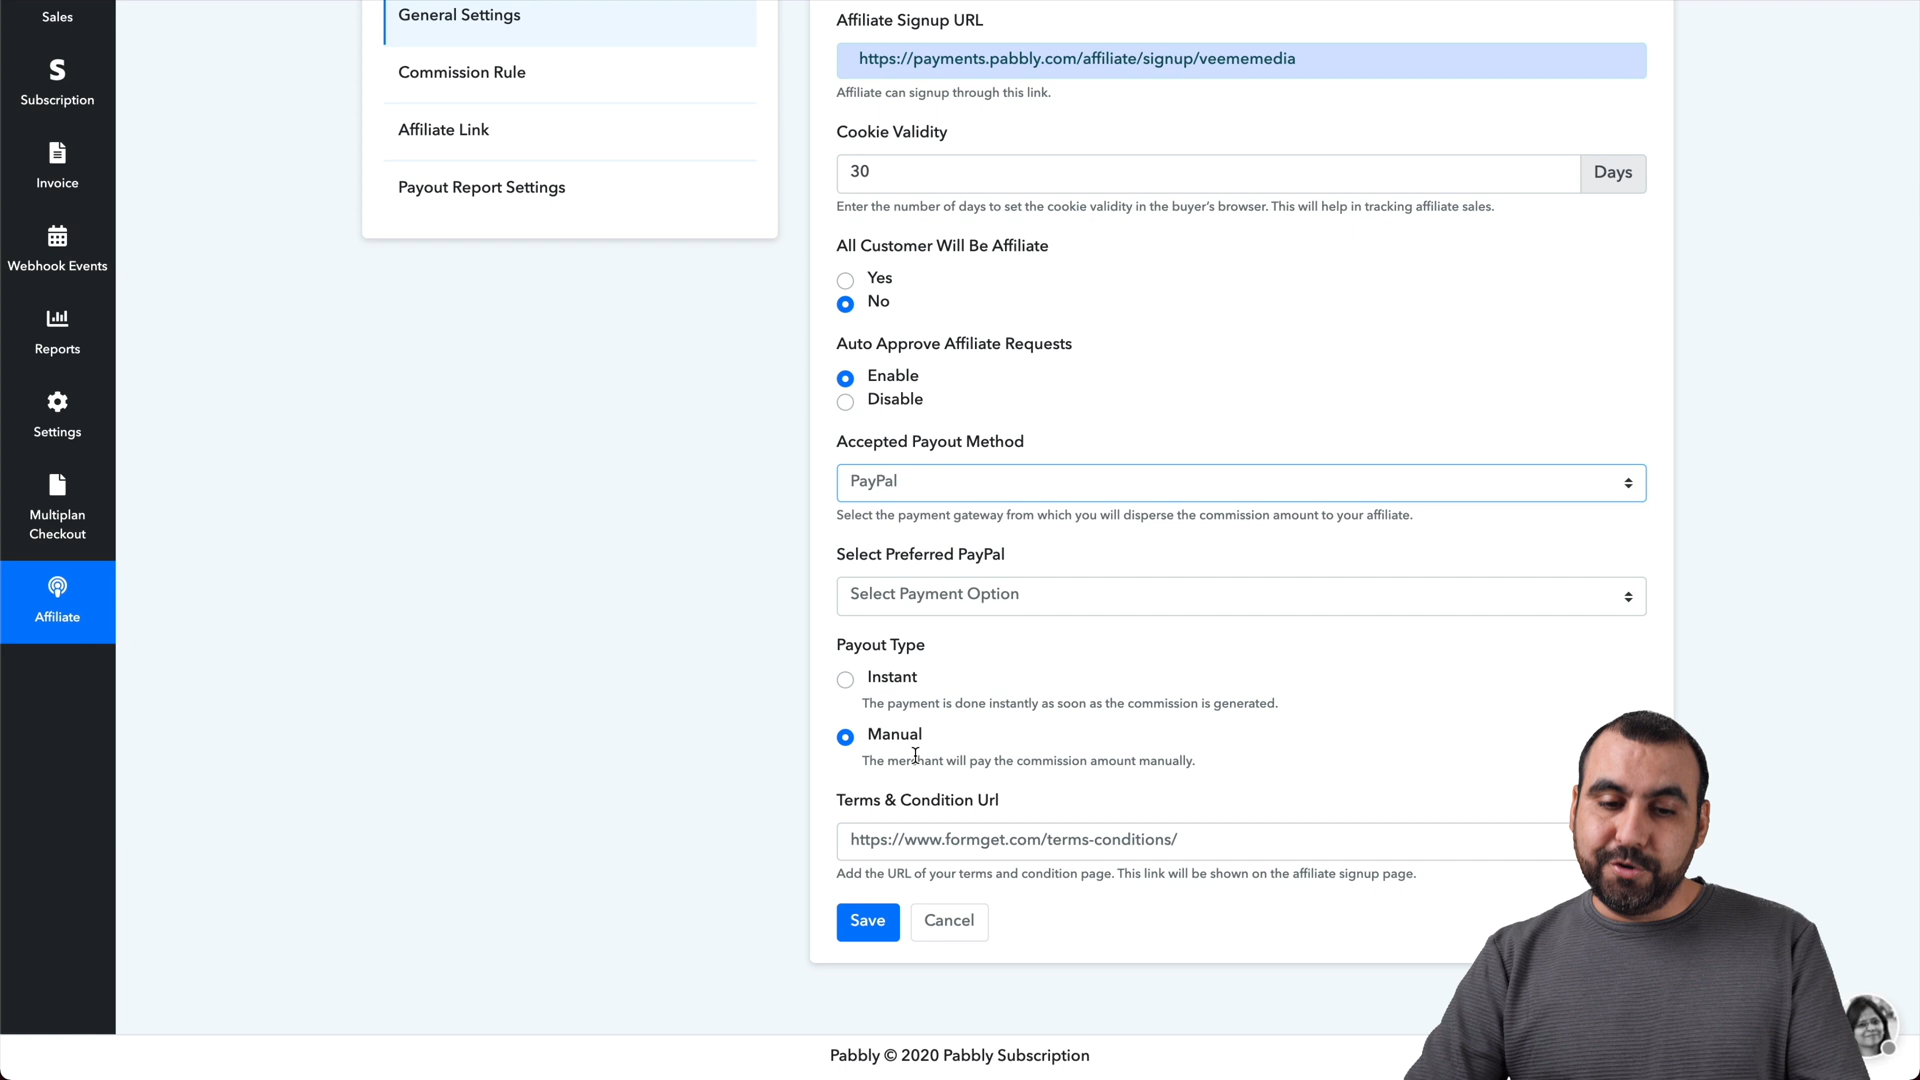 Sales
Subscription
Invoice
Webhook Events
Reports
Settings
Multiplan
Checkout
Affiliate
General Settings
Commission Rule
Affiliate Link
Payout Report Settings
Affiliate Signup URL
https://payments.pabbly.com/affiliate/signup/veememedia
Affiliate can signup through this link.
Cookie Validity
30 Days
Enter the number of days to set the cookie validity in the buyer's browser. This will help in tracking affiliate sales.
All Customer Will Be Affiliate
Yes
No
Auto Approve Affiliate Requests
Enable
Disable
Accepted Payout Method
PayPal
Select the payment gateway from which you will disperse the commission amount to your affiliate.
Select Preferred PayPal
Select Payment Option
Payout Type
Instant
The payment is done instantly as soon as the commission is generated.
Manual
The merchant will pay the commission amount manually.
Terms & Condition Url
https://www.formget.com/terms-conditions/
Add the URL of your terms and condition page. This link will be shown on the affiliate signup page.
Save Cancel
Pabbly © 2020 Pabbly Subscription